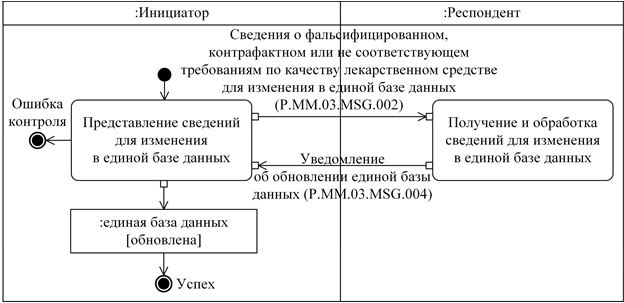 :Инициатор
:Респондент
Сведения о фальсифицированном,
контрафактном или не соответствующем
требованиям по качеству лекарственном средстве
для изменения в единой базе данных
(P.MM.03.MSG.002)
Ошибка
контроля
Представление сведений
для изменения
в единой базе данных
Получение и обработка
сведений для изменения
в единой базе данных
Уведомление
об обновлении единой базы
данных (P.MM.03.MSG.004)
:единая база данных
[обновлена]
Успех